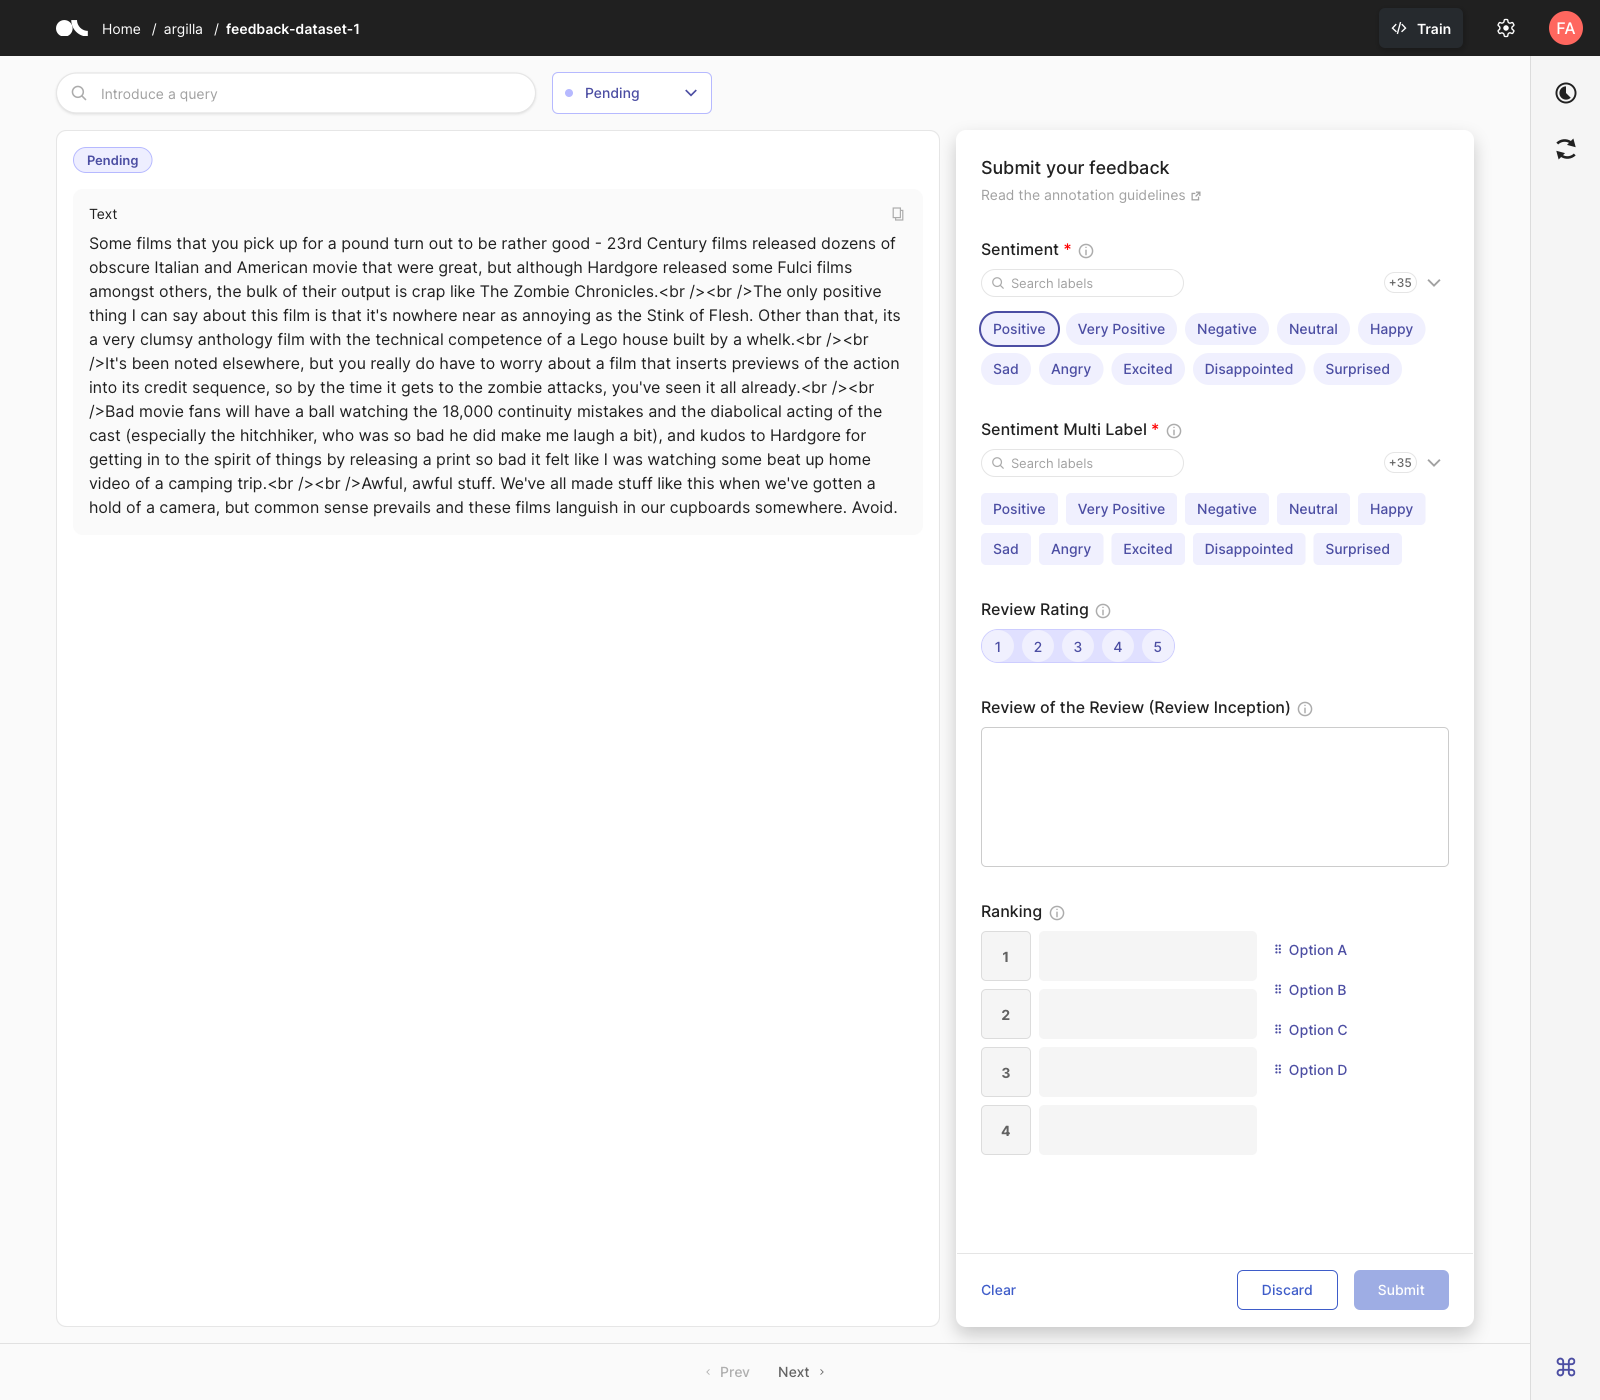 Home / argilla / feedback-dataset-1
Train
FA
Introduce a query
Pending
Pending
Text
Some films that you pick up for a pound turn out to be rather good - 23rd Century films released dozens of
obscure Italian and American movie that were great, but although Hardgore released some Fulci films
amongst others, the bulk of their output is crap like The Zombie Chronicles.<br /><br />The only positive
thing I can say about this film is that it's nowhere near as annoying as the Stink of Flesh. Other than that, its
a very clumsy anthology film with the technical competence of a Lego house built by a whelk.<br /><br
/>It's been noted elsewhere, but you really do have to worry about a film that inserts previews of the action
into its credit sequence, so by the time it gets to the zombie attacks, you've seen it all already.<br /><br
/>Bad movie fans will have a ball watching the 18,000 continuity mistakes and the diabolical acting of the
cast (especially the hitchhiker, who was so bad he did make me laugh a bit), and kudos to Hardgore for
getting in to the spirit of things by releasing a print so bad it felt like I was watching some beat up home
video of a camping trip.<br /><br />Awful, awful stuff. We've all made stuff like this when we've gotten a
hold of a camera, but common sense prevails and these films languish in our cupboards somewhere. Avoid.
Submit your feedback
Read the annotation guidelines
Sentiment *
Search labels
+35
Positive Very Positive Negative Neutral Happy
Sad Angry Excited Disappointed Surprised
Sentiment Multi Label *
Search labels
+35
Positive Very Positive Negative Neutral Happy
Sad Angry Excited Disappointed Surprised
Review Rating
1 2 3 4 5
Review of the Review (Review Inception)
Ranking
1
2
3
4
Option A
Option B
Option C
Option D
Clear
Discard
Submit
‹ Prev
Next ›